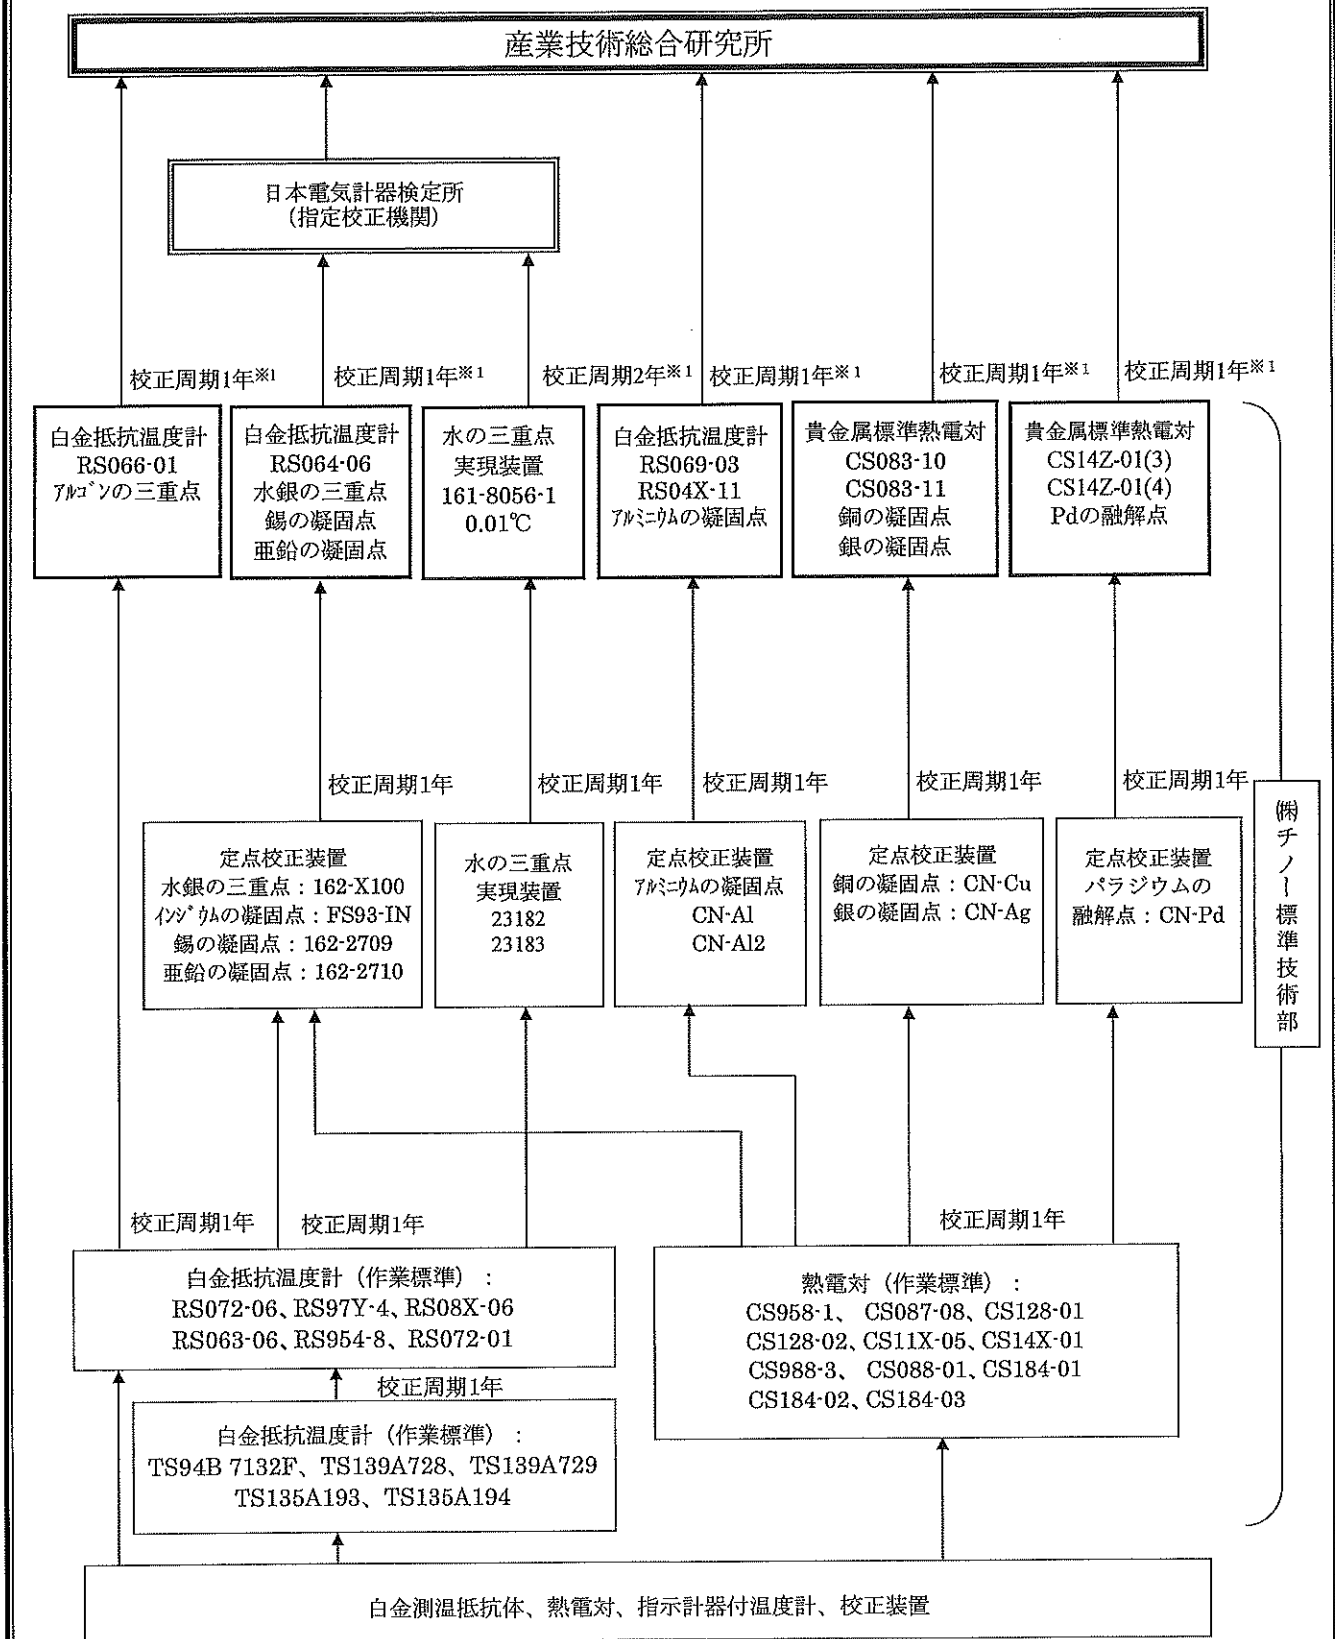 産業技術総合研究所
日本電気計器検定所
(指定校正機関)
校正周期1年※1
校正周期1年※1
校正周期2年※1
校正周期1年※1
校正周期1年※1
校正周期1年※1
白金抵抗温度計
RS066-01
アルゴンの三重点
白金抵抗温度計
RS064-06
水銀の三重点
錫の凝固点
亜鉛の凝固点
水の三重点
実現装置
161-8056-1
0.01℃
白金抵抗温度計
RS069-03
RS04X-11
アルミニウムの凝固点
貴金属標準熱電対
CS083-10
CS083-11
銅の凝固点
銀の凝固点
貴金属標準熱電対
CS14Z-01(3)
CS14Z-01(4)
Pdの融解点
校正周期1年
校正周期1年
校正周期1年
校正周期1年
校正周期1年
定点校正装置
水銀の三重点：162-X100
インジウムの凝固点：FS93-IN
錫の凝固点：162-2709
亜鉛の凝固点：162-2710
水の三重点
実現装置
23182
23183
定点校正装置
アルミニウムの凝固点
CN-Al
CN-Al2
定点校正装置
銅の凝固点：CN-Cu
銀の凝固点：CN-Ag
定点校正装置
パラジウムの
融解点：CN-Pd
㈱チノー標準技術部
校正周期1年
校正周期1年
校正周期1年
白金抵抗温度計（作業標準）：
RS072-06、RS97Y-4、RS08X-06
RS063-06、RS954-8、RS072-01
熱電対（作業標準）：
CS958-1、 CS087-08、CS128-01
CS128-02、CS11X-05、CS14X-01
CS988-3、 CS088-01、CS184-01
CS184-02、CS184-03
校正周期1年
白金抵抗温度計（作業標準）：
TS94B 7132F、TS139A728、TS139A729
TS135A193、TS135A194
白金測温抵抗体、熱電対、指示計器付温度計、校正装置